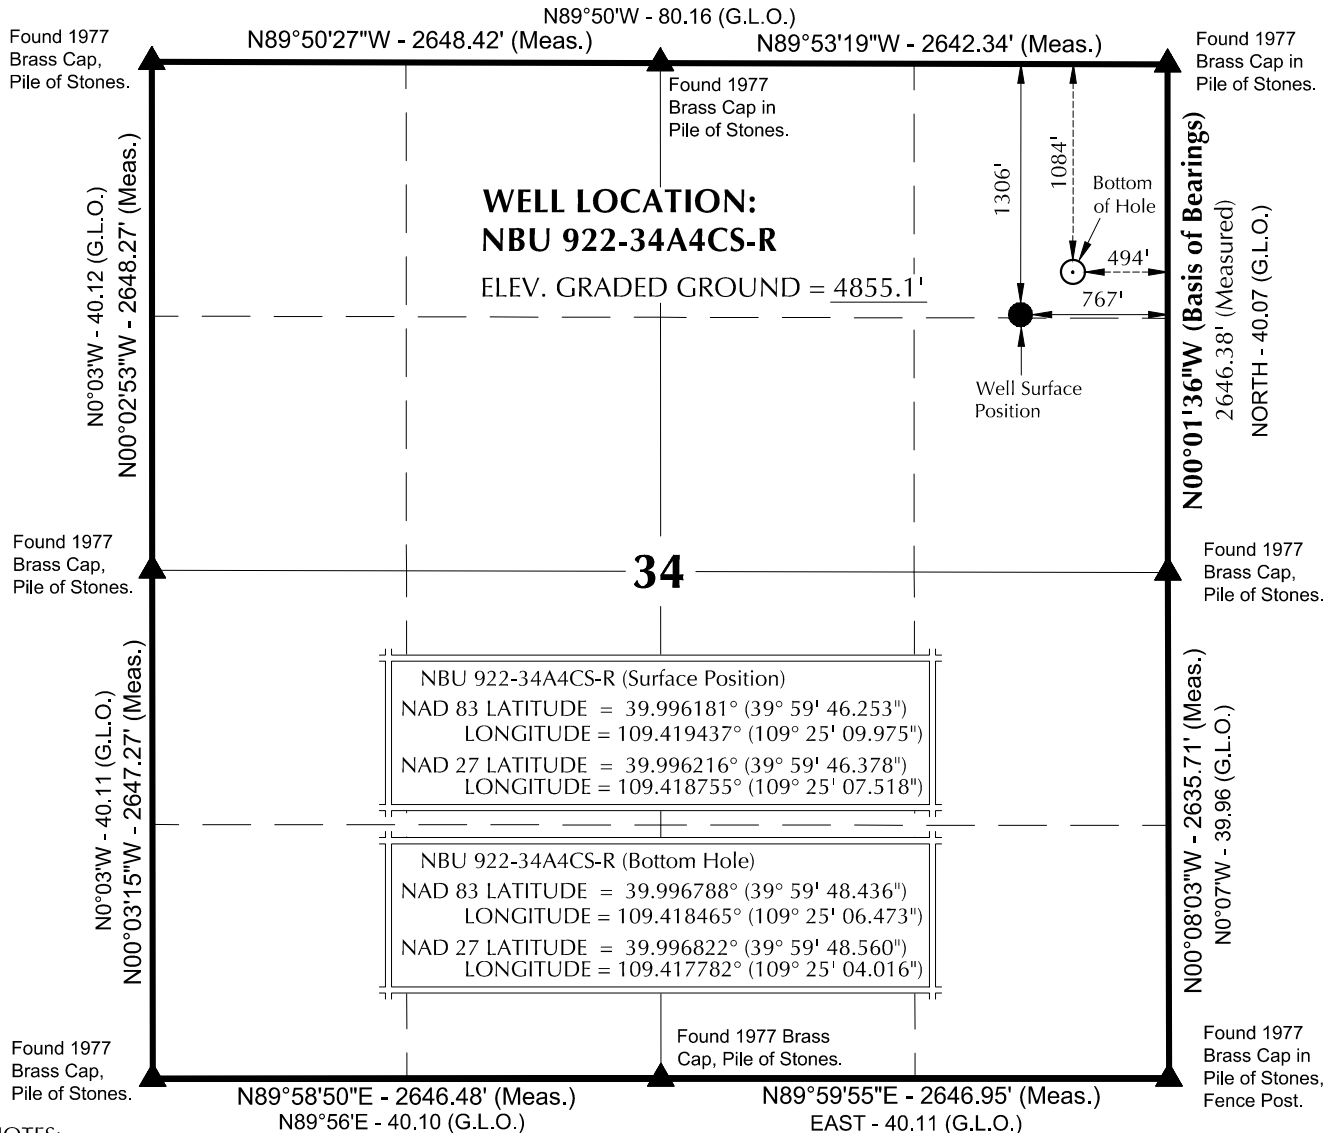 N89°50'W - 80.16 (G.L.O.)
N89°50'27"W - 2648.42' (Meas.)
N89°53'19"W - 2642.34' (Meas.)
Found 1977
Brass Cap,
Pile of Stones.
Found 1977
Brass Cap in
Pile of Stones.
Found 1977
Brass Cap in
Pile of Stones.
N0°03'W - 40.12 (G.L.O.)
N00°02'53"W - 2648.27' (Meas.)
WELL LOCATION:
NBU 922-34A4CS-R
ELEV. GRADED GROUND = 4855.1'
1306'
1084'
Bottom
of Hole
494'
767'
Well Surface
Position
N00°01'36"W (Basis of Bearings)
2646.38' (Measured)
NORTH - 40.07 (G.L.O.)
Found 1977
Brass Cap,
Pile of Stones.
34
Found 1977
Brass Cap,
Pile of Stones.
N0°03'W - 40.11 (G.L.O.)
N00°03'15"W - 2647.27' (Meas.)
NBU 922-34A4CS-R (Surface Position)
NAD 83 LATITUDE = 39.996181° (39° 59' 46.253")
LONGITUDE = 109.419437° (109° 25' 09.975")
NAD 27 LATITUDE = 39.996216° (39° 59' 46.378")
LONGITUDE = 109.418755° (109° 25' 07.518")
NBU 922-34A4CS-R (Bottom Hole)
NAD 83 LATITUDE = 39.996788° (39° 59' 48.436")
LONGITUDE = 109.418465° (109° 25' 06.473")
NAD 27 LATITUDE = 39.996822° (39° 59' 48.560")
LONGITUDE = 109.417782° (109° 25' 04.016")
N00°08'03"W - 2635.71' (Meas.)
N0°07'W - 39.96 (G.L.O.)
Found 1977
Brass Cap,
Pile of Stones.
Found 1977 Brass
Cap, Pile of Stones.
Found 1977
Brass Cap in
Pile of Stones,
Fence Post.
N89°58'50"E - 2646.48' (Meas.)
N89°56'E - 40.10 (G.L.O.)
N89°59'55"E - 2646.95' (Meas.)
EAST - 40.11 (G.L.O.)